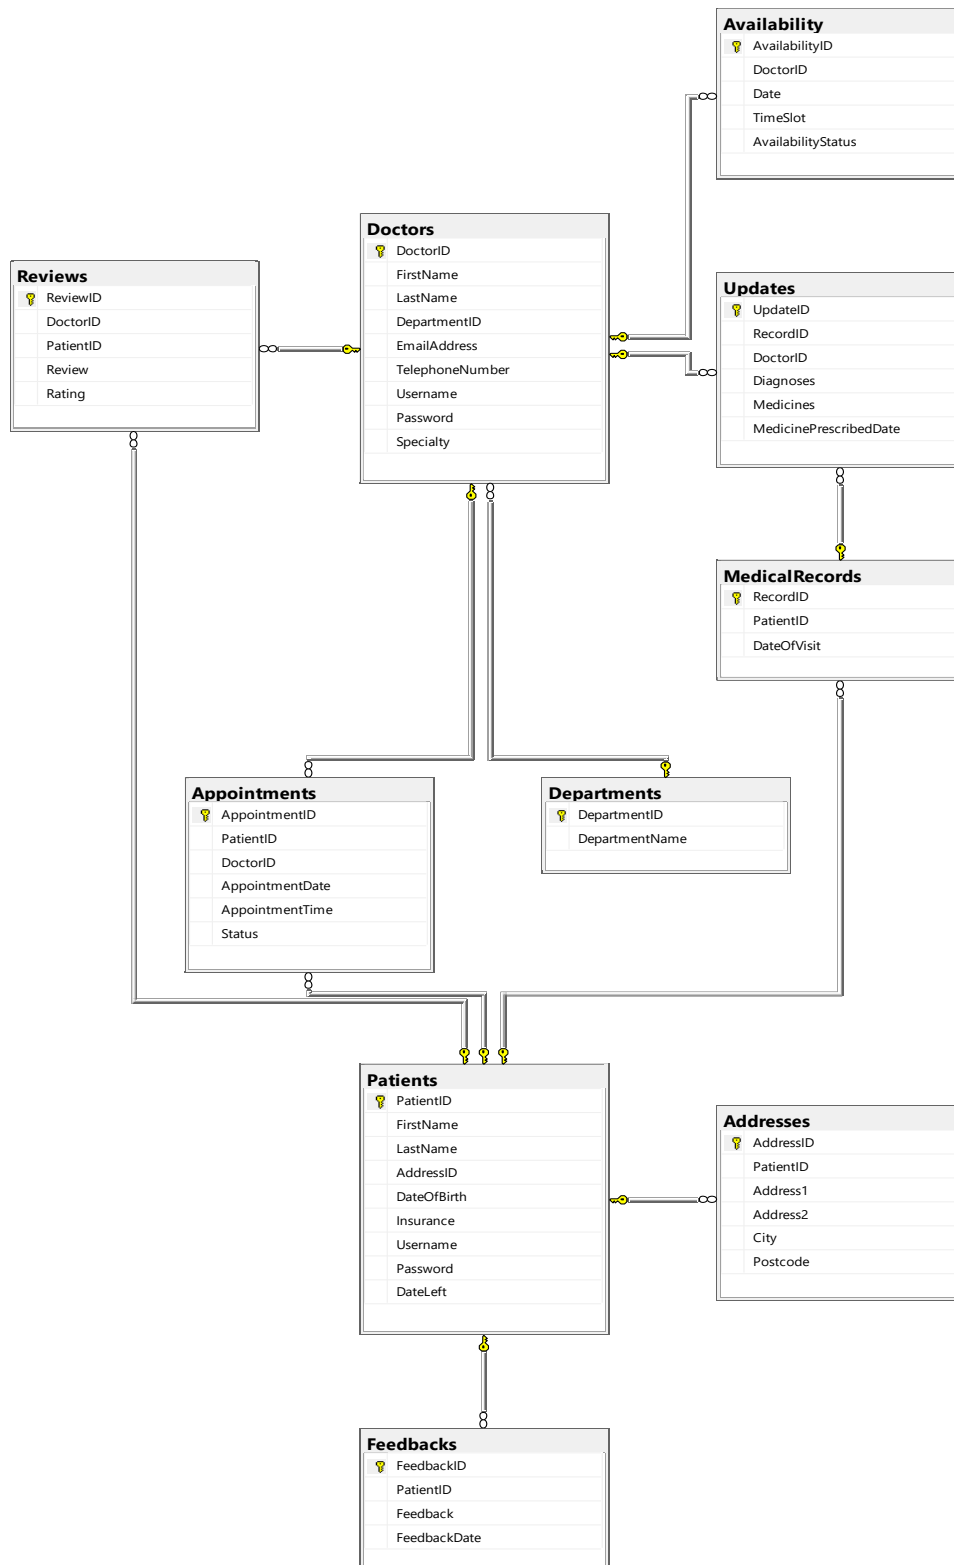 Availability
AvailabilityID
DoctorID
Date
TimeSlot
AvailabilityStatus
Doctors
DoctorID
FirstName
LastName
DepartmentID
EmailAddress
TelephoneNumber
Username
Password
Specialty
Reviews
ReviewID
DoctorID
PatientID
Review
Rating
Updates
UpdateID
RecordID
DoctorID
Diagnoses
Medicines
MedicinePrescribedDate
MedicalRecords
RecordID
PatientID
DateOfVisit
Appointments
AppointmentID
PatientID
DoctorID
AppointmentDate
AppointmentTime
Status
Departments
DepartmentID
DepartmentName
Patients
PatientID
FirstName
LastName
AddressID
DateOfBirth
Insurance
Username
Password
DateLeft
Addresses
AddressID
PatientID
Address1
Address2
City
Postcode
Feedbacks
FeedbackID
PatientID
Feedback
FeedbackDate